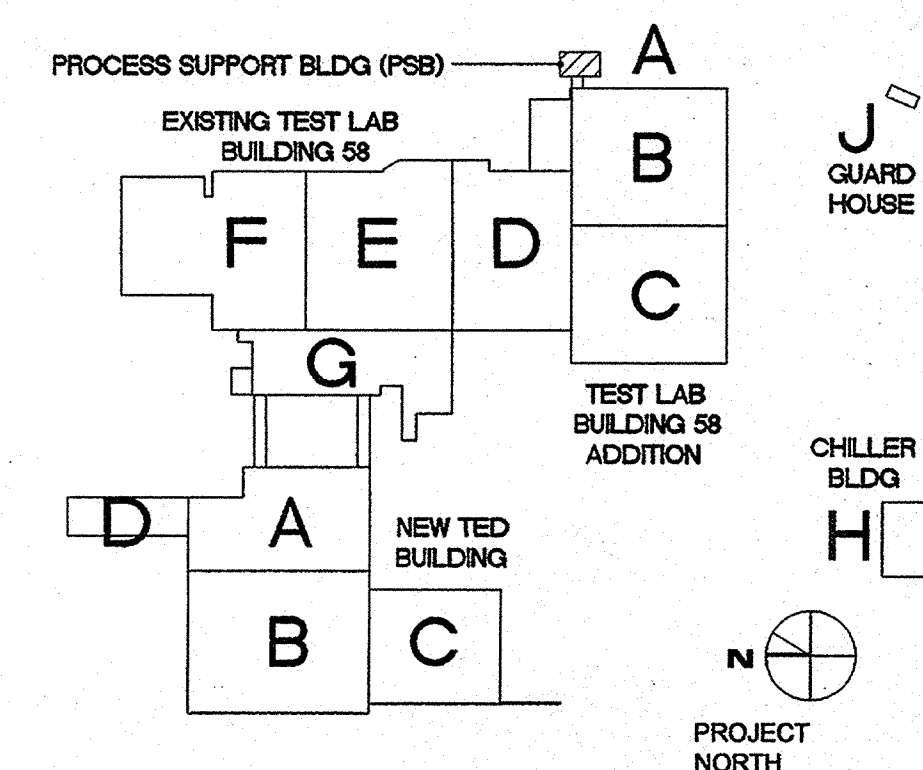 A
PROCESS SUPPORT BLDG (PSB)
EXISTING TEST LAB
BUILDING 58
B
J
GUARD
HOUSE
F
E
D
C
G
TEST LAB
BUILDING 58
ADDITION
CHILLER
BLDG
H
D
A
NEW TED
BUILDING
B
C
N
PROJECT
NORTH